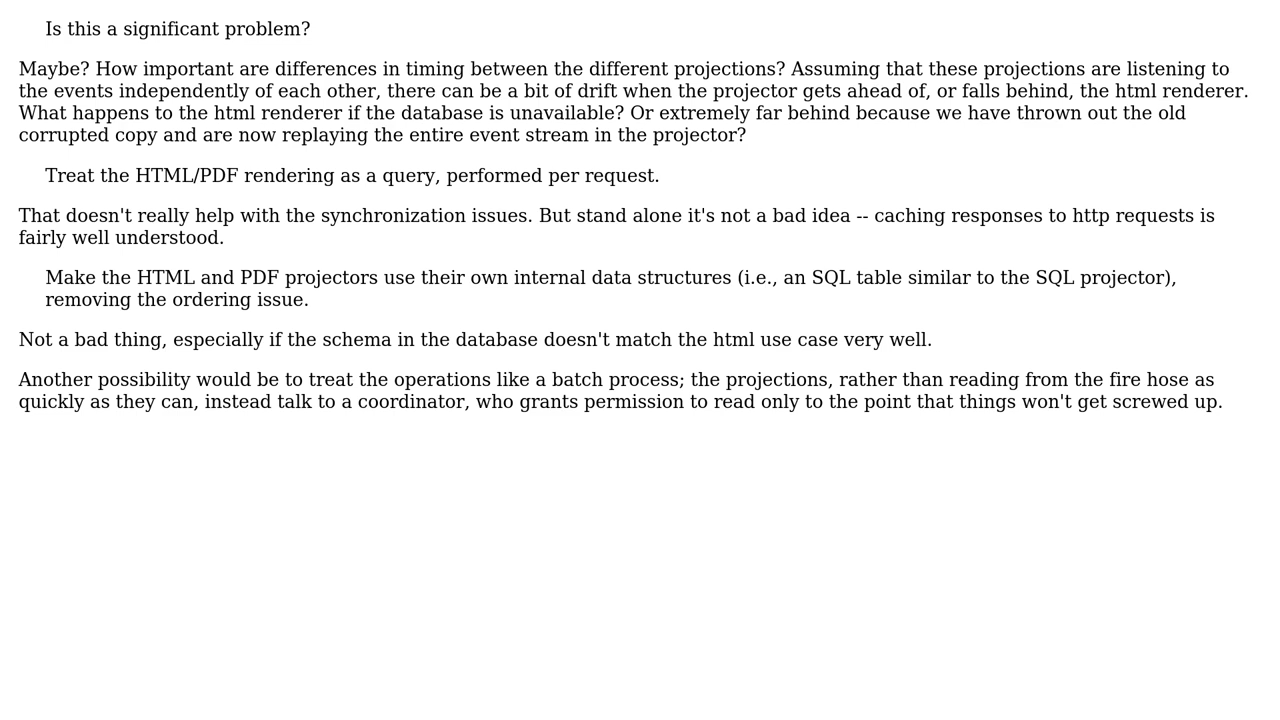 Is this a significant problem?
Maybe? How important are differences in timing between the different projections? Assuming that these projections are listening to
the events independently of each other, there can be a bit of drift when the projector gets ahead of, or falls behind, the html renderer.
What happens to the html renderer if the database is unavailable? Or extremely far behind because we have thrown out the old
corrupted copy and are now replaying the entire event stream in the projector?
Treat the HTML/PDF rendering as a query, performed per request.
That doesn't really help with the synchronization issues. But stand alone it's not a bad idea -- caching responses to http requests is
fairly well understood.
Make the HTML and PDF projectors use their own internal data structures (i.e., an SQL table similar to the SQL projector),
removing the ordering issue.
Not a bad thing, especially if the schema in the database doesn't match the html use case very well.
Another possibility would be to treat the operations like a batch process; the projections, rather than reading from the fire hose as
quickly as they can, instead talk to a coordinator, who grants permission to read only to the point that things won't get screwed up.